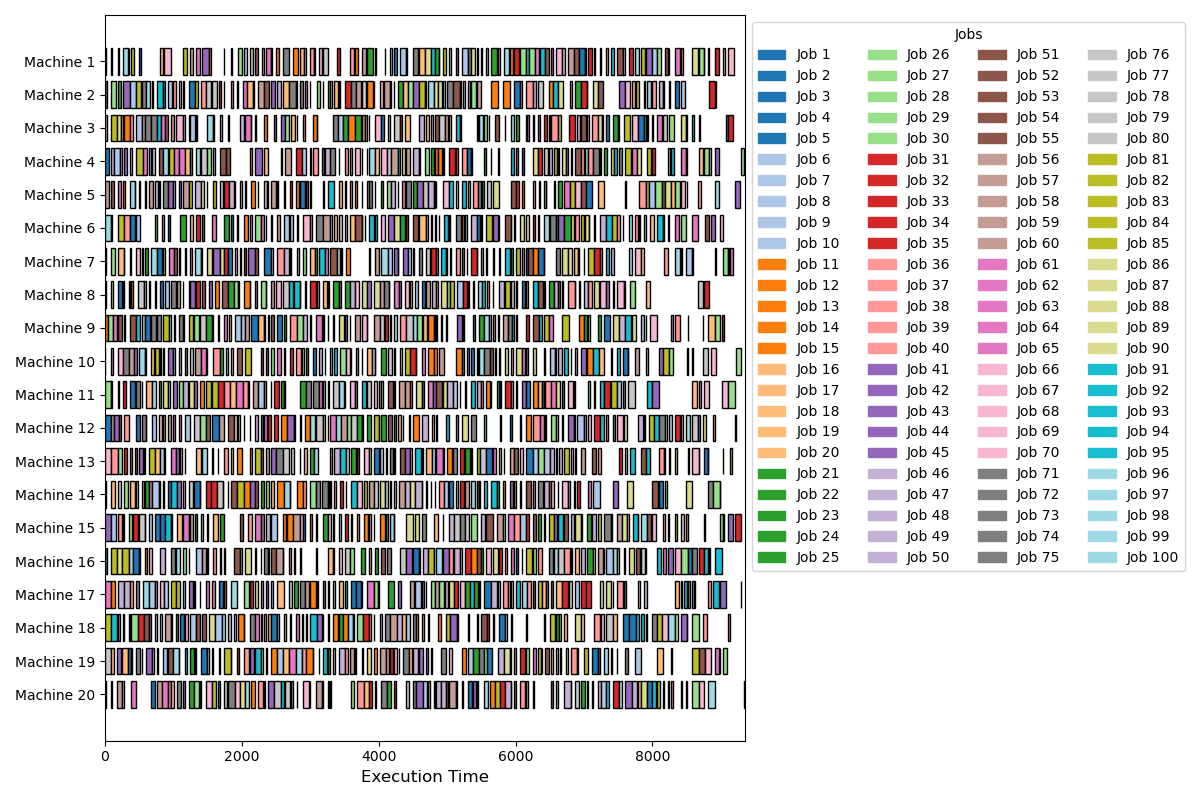 Machine 1
Machine 2
Machine 3
Machine 4
Machine 5
Machine 6
Machine 7
Machine 8
Machine 9
Machine 10
Machine 11
Machine 12
Machine 13
Machine 14
Machine 15
Machine 16
Machine 17
Machine 18
Machine 19
Machine 20
0 2000 4000 6000 8000
Execution Time
Jobs
Job 1 Job 26 Job 51 Job 76
Job 2 Job 27 Job 52 Job 77
Job 3 Job 28 Job 53 Job 78
Job 4 Job 29 Job 54 Job 79
Job 5 Job 30 Job 55 Job 80
Job 6 Job 31 Job 56 Job 81
Job 7 Job 32 Job 57 Job 82
Job 8 Job 33 Job 58 Job 83
Job 9 Job 34 Job 59 Job 84
Job 10 Job 35 Job 60 Job 85
Job 11 Job 36 Job 61 Job 86
Job 12 Job 37 Job 62 Job 87
Job 13 Job 38 Job 63 Job 88
Job 14 Job 39 Job 64 Job 89
Job 15 Job 40 Job 65 Job 90
Job 16 Job 41 Job 66 Job 91
Job 17 Job 42 Job 67 Job 92
Job 18 Job 43 Job 68 Job 93
Job 19 Job 44 Job 69 Job 94
Job 20 Job 45 Job 70 Job 95
Job 21 Job 46 Job 71 Job 96
Job 22 Job 47 Job 72 Job 97
Job 23 Job 48 Job 73 Job 98
Job 24 Job 49 Job 74 Job 99
Job 25 Job 50 Job 75 Job 100